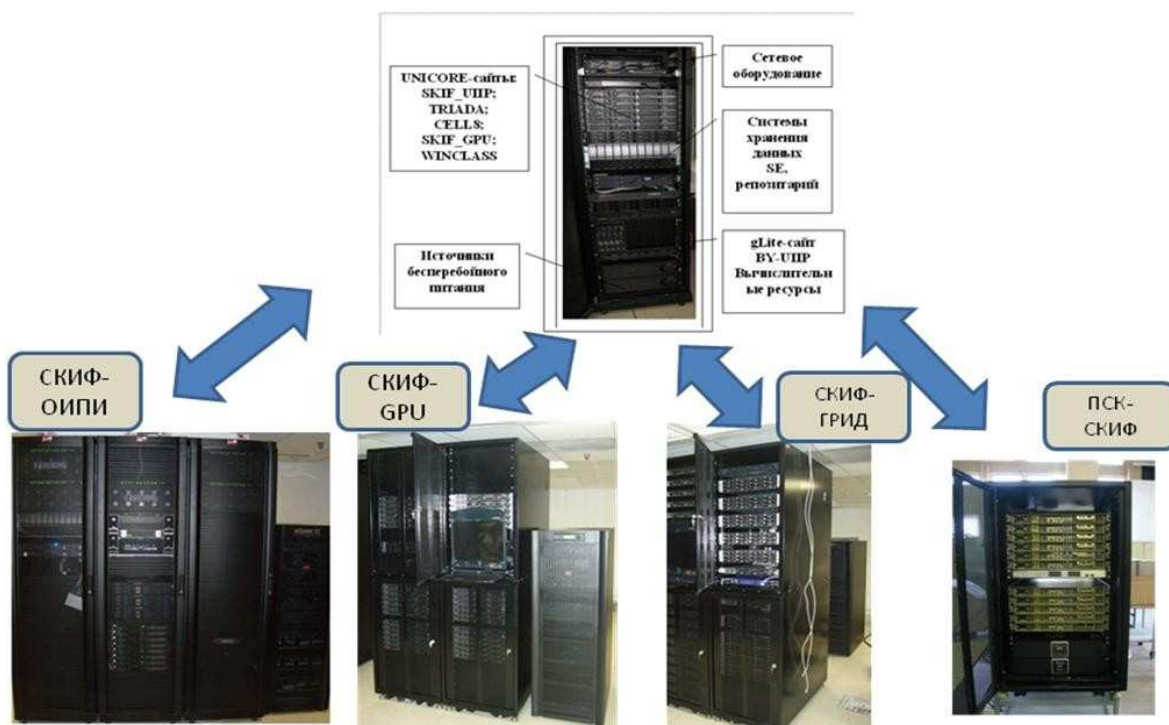 UNICORE-сайты:
SKIF_UIIP;
TRIADA;
CELLS;
SKIF_GPU;
WINCLASS
Источники
бесперебойного
питания
Сетевое
оборудование
Системы
хранения
данных
SE,
репозитарий
gLite-сайт
BY-UIIP
Вычислительн
ые ресурсы
СКИФ-
ОИПИ
СКИФ-
GPU
СКИФ-
ГРИД
ПСК-
СКИФ